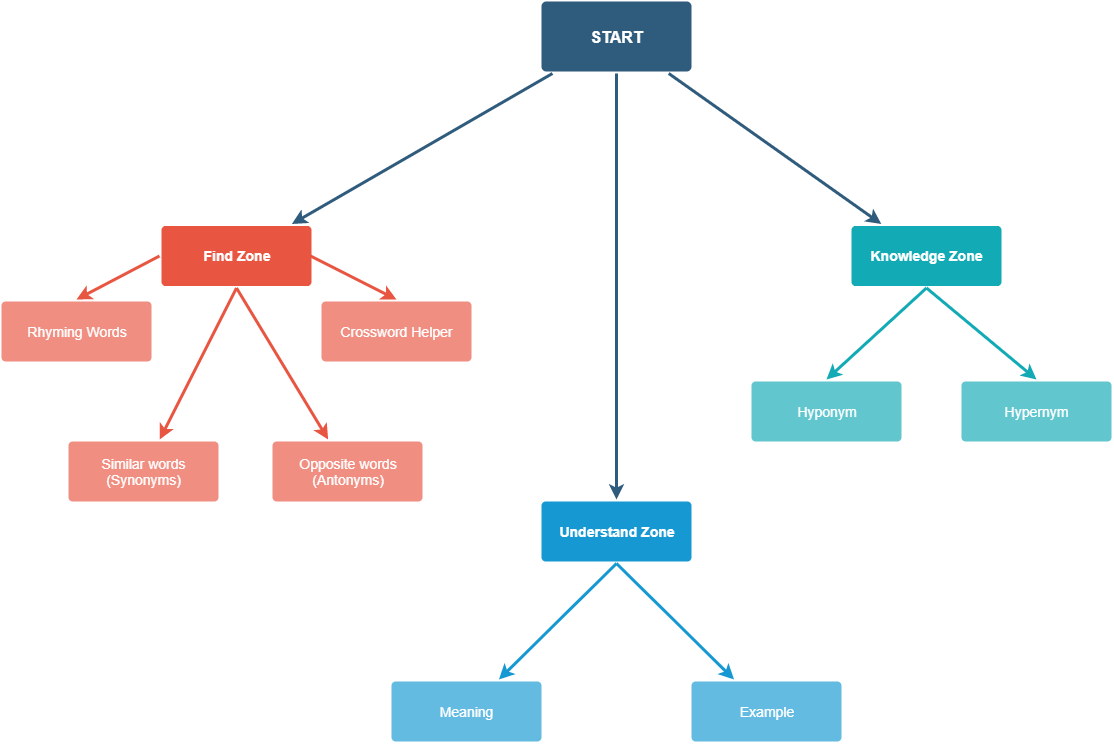 START
Find Zone
Knowledge Zone
Rhyming Words
Crossword Helper
Hyponym
Hypernym
Similar words
(Synonyms)
Opposite words
(Antonyms)
Understand Zone
Meaning
Example